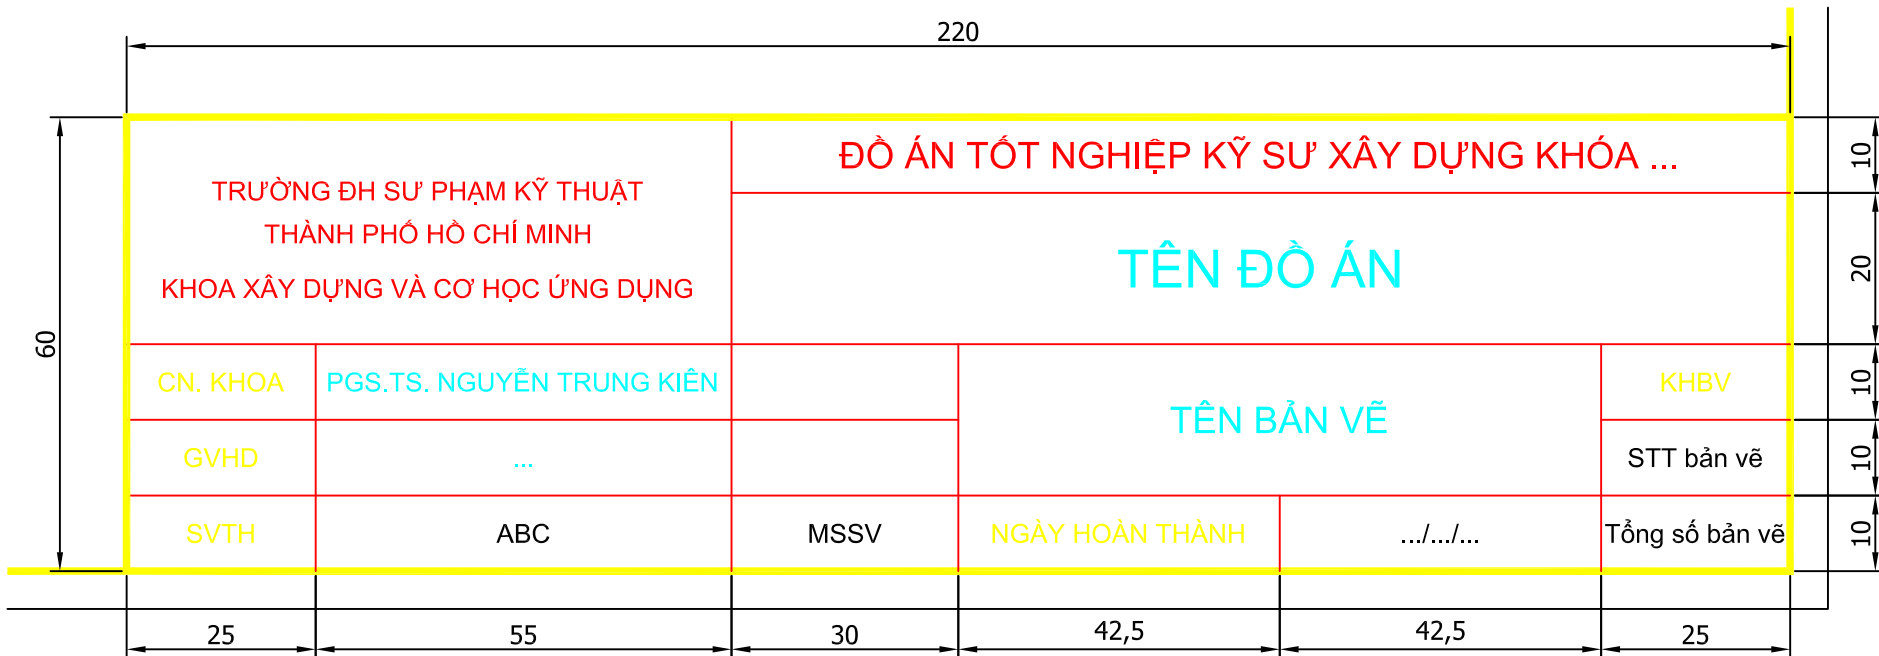 220
ĐỒ ÁN TỐT NGHIỆP KỸ SƯ XÂY DỰNG KHÓA ...
10
TRƯỜNG ĐH SƯ PHẠM KỸ THUẬT
THÀNH PHỐ HỒ CHÍ MINH
KHOA XÂY DỰNG VÀ CƠ HỌC ỨNG DỤNG
TÊN ĐỒ ÁN
20
60
CN. KHOA
PGS.TS. NGUYỄN TRUNG KIÊN
TÊN BẢN VẼ
KHBV
10
GVHD
...
STT bản vẽ
10
SVTH
ABC
MSSV
NGÀY HOÀN THÀNH
.../.../...
Tổng số bản vẽ
10
25
55
30
42,5
42,5
25